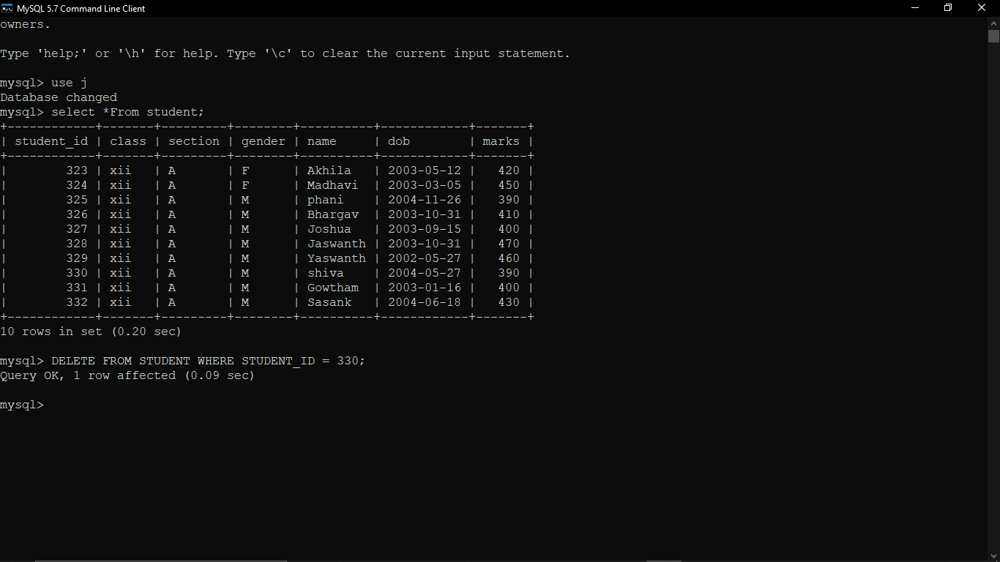 MySQL 5.7 Command Line Client
owners.
Type 'help;' or '\h' for help. Type '\c' to clear the current input statement.
mysql> use j
Database changed
mysql> select *From student;
+------------+-------+---------+--------+----------+------------+-------+
| student_id | class | section | gender | name     | dob        | marks |
+------------+-------+---------+--------+----------+------------+-------+
|        323 | xii   | A       | F      | Akhila   | 2003-05-12 |   420 |
|        324 | xii   | A       | F      | Madhavi  | 2003-03-05 |   450 |
|        325 | xii   | A       | M      | phani    | 2004-11-26 |   390 |
|        326 | xii   | A       | M      | Bhargav  | 2003-10-31 |   410 |
|        327 | xii   | A       | M      | Joshua   | 2003-09-15 |   400 |
|        328 | xii   | A       | M      | Jaswanth | 2003-10-31 |   470 |
|        329 | xii   | A       | M      | Yaswanth | 2002-05-27 |   460 |
|        330 | xii   | A       | M      | shiva    | 2004-05-27 |   390 |
|        331 | xii   | A       | M      | Gowtham  | 2003-01-16 |   400 |
|        332 | xii   | A       | M      | Sasank   | 2004-06-18 |   430 |
+------------+-------+---------+--------+----------+------------+-------+
10 rows in set (0.20 sec)
mysql> DELETE FROM STUDENT WHERE STUDENT_ID = 330;
Query OK, 1 row affected (0.09 sec)
mysql>